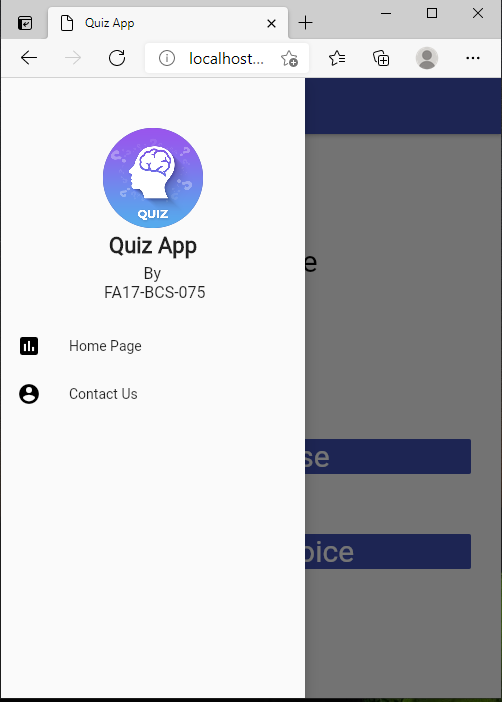 Quiz App
localhost...
QUIZ
Quiz App
By
FA17-BCS-075
Home Page
Contact Us
e
se
oice